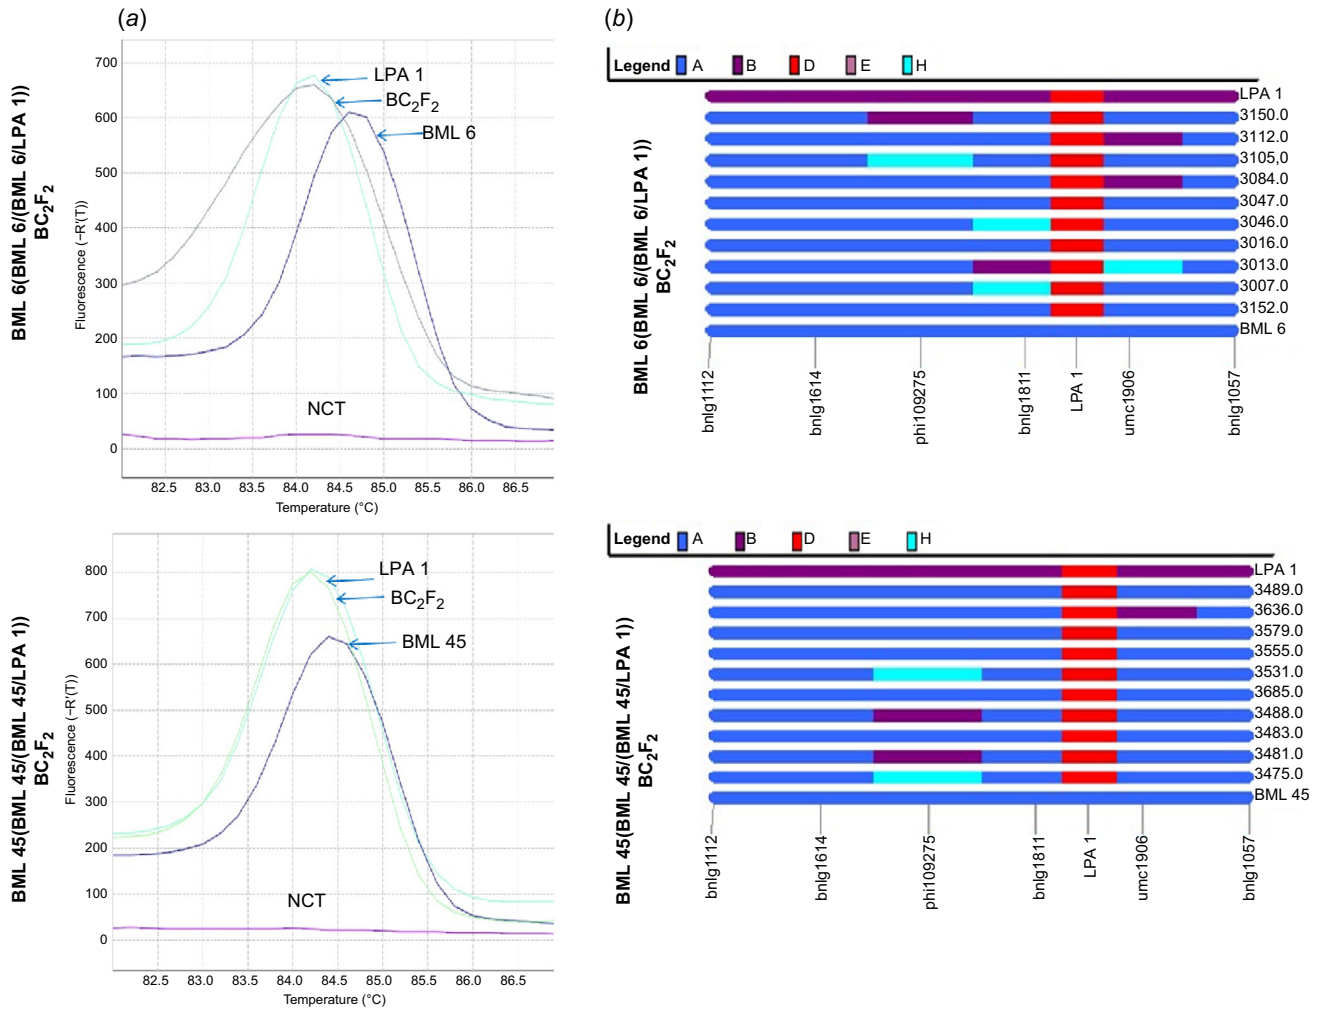 (a)
BML 6(BML 6/(BML 6/LPA 1))
BC2F2
Fluorescence (−R′(T))
700
600
500
400
300
200
100
0
LPA 1
BC2F2
BML 6
NCT
82.5 83.0 83.5 84.0 84.5 85.0 85.5 86.0 86.5
Temperature (°C)
(b)
BML 6(BML 6/(BML 6/LPA 1))
BC2F2
Legend A B D E H
LPA 1
3150.0
3112.0
3105,0
3084.0
3047.0
3046.0
3016.0
3013.0
3007.0
3152.0
BML 6
bnlg1112 bnlg1614 phi109275 bnlg1811 LPA 1 umc1906 bnlg1057
BML 45(BML 45/(BML 45/LPA 1))
BC2F2
Fluorescence (−R′(T))
800
700
600
500
400
300
200
100
0
LPA 1
BC2F2
BML 45
NCT
82.5 83.0 83.5 84.0 84.5 81.0 85.5 81.0 86.5
Temperature (°C)
BML 45(BML 45/(BML 45/LPA 1))
BC2F2
Legend A B D E H
LPA 1
3489.0
3636.0
3579.0
3555.0
3531.0
3685.0
3488.0
3483.0
3481.0
3475.0
BML 45
bnlg1112 bnlg1614 phi109275 bnlg1811 LPA 1 umc1906 bnlg1057